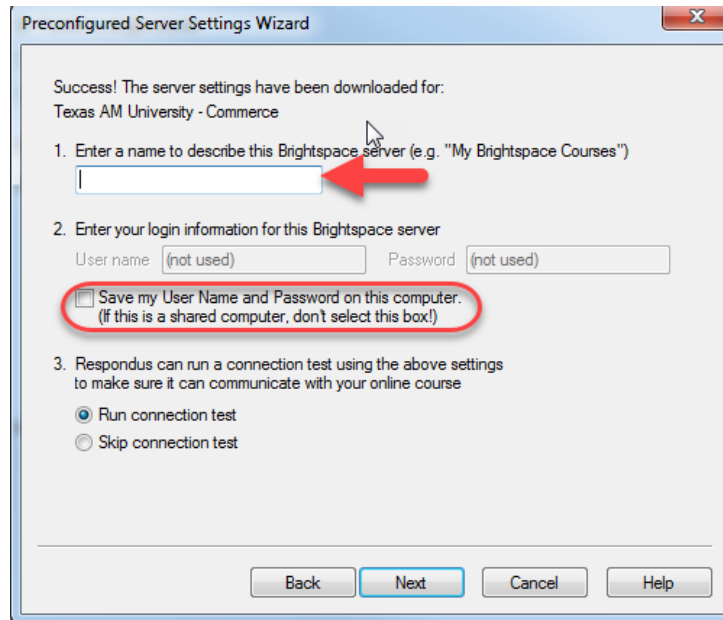 Preconfigured Server Settings Wizard
Success! The server settings have been downloaded for:
Texas AM University - Commerce
1. Enter a name to describe this Brightspace server (e.g. "My Brightspace Courses")
2. Enter your login information for this Brightspace server
User name (not used) Password (not used)
Save my User Name and Password on this computer.
(If this is a shared computer, don't select this box!)
3. Respondus can run a connection test using the above settings
to make sure it can communicate with your online course
Run connection test
Skip connection test
Back Next Cancel Help